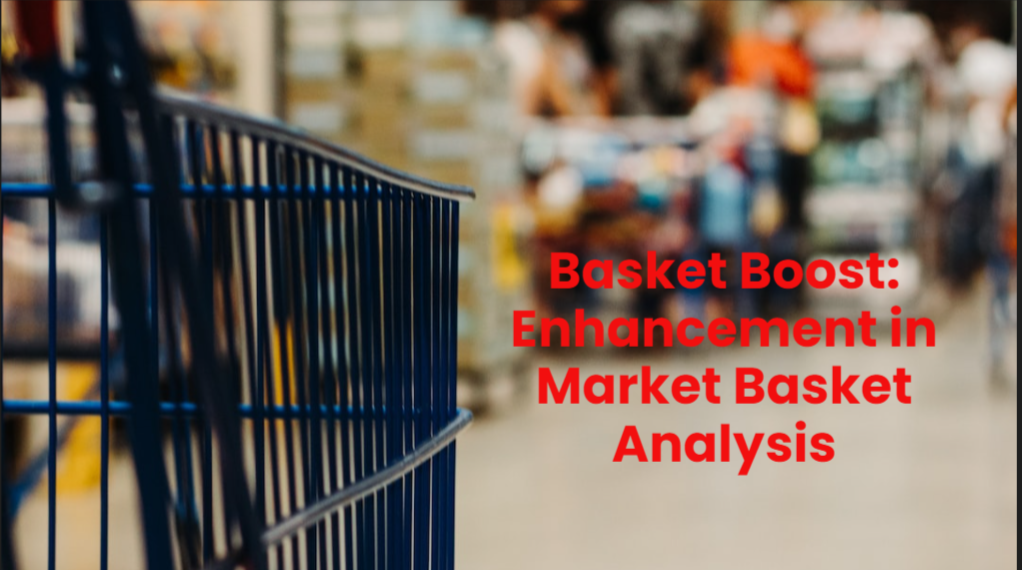 Basket Boost:
Enhancement in
Market Basket
Analysis